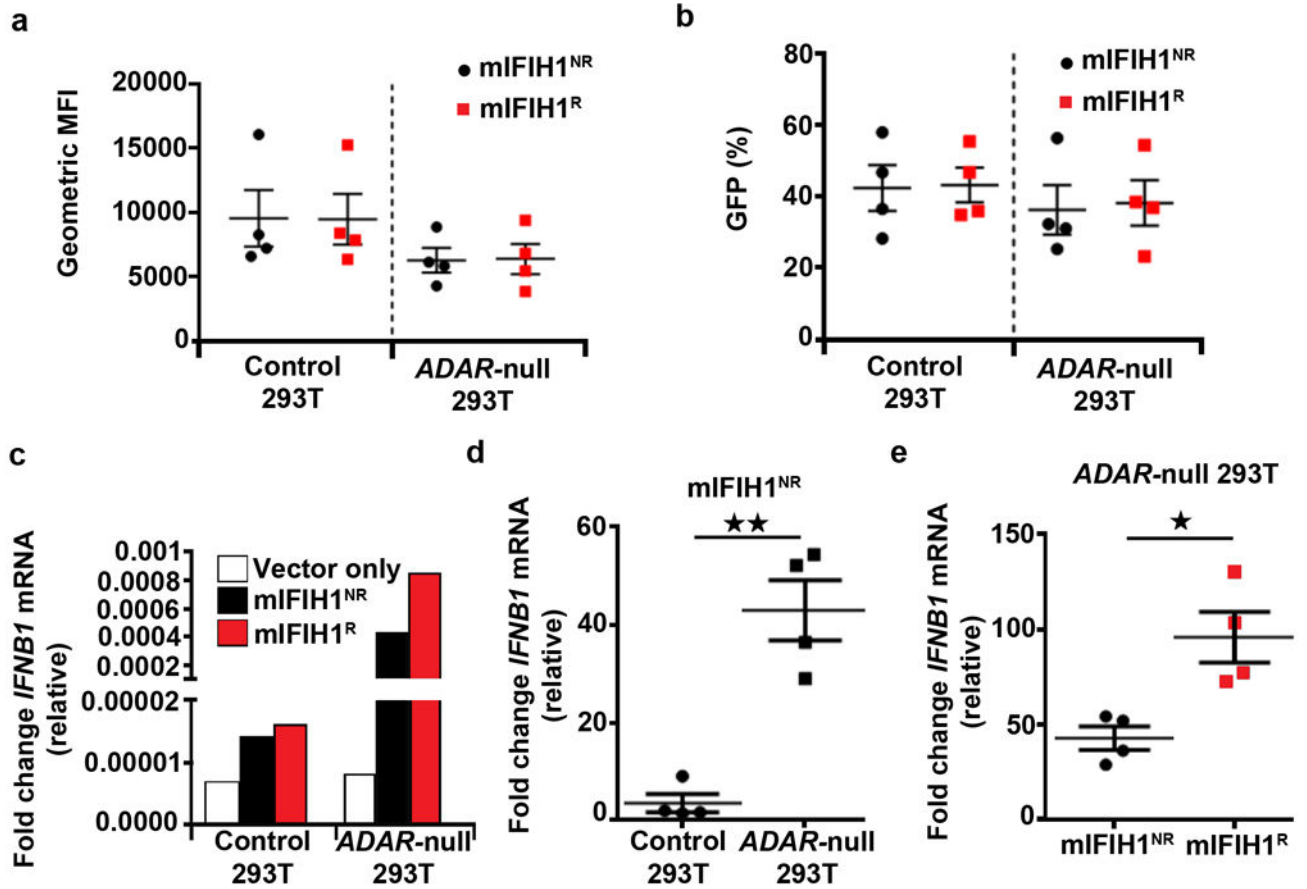 a
mIFIH1NR
mIFIH1R
Geometric MFI
20000
15000
10000
5000
0
Control
293T
ADAR-null
293T
b
mIFIH1NR
mIFIH1R
GFP (%)
80
60
40
20
0
Control
293T
ADAR-null
293T
c
Fold change IFNB1 mRNA
(relative)
0.001
0.0008
0.0006
0.0004
0.0002
0.00002
0.00001
0.0000
Vector only
mIFIH1NR
mIFIH1R
Control
293T
ADAR-null
293T
d
mIFIH1NR
★★
Fold change IFNB1 mRNA
(relative)
60
40
20
0
Control
293T
ADAR-null
293T
e
ADAR-null 293T
★
Fold change IFNB1 mRNA
(relative)
150
100
50
0
mIFIH1NR mIFIH1R